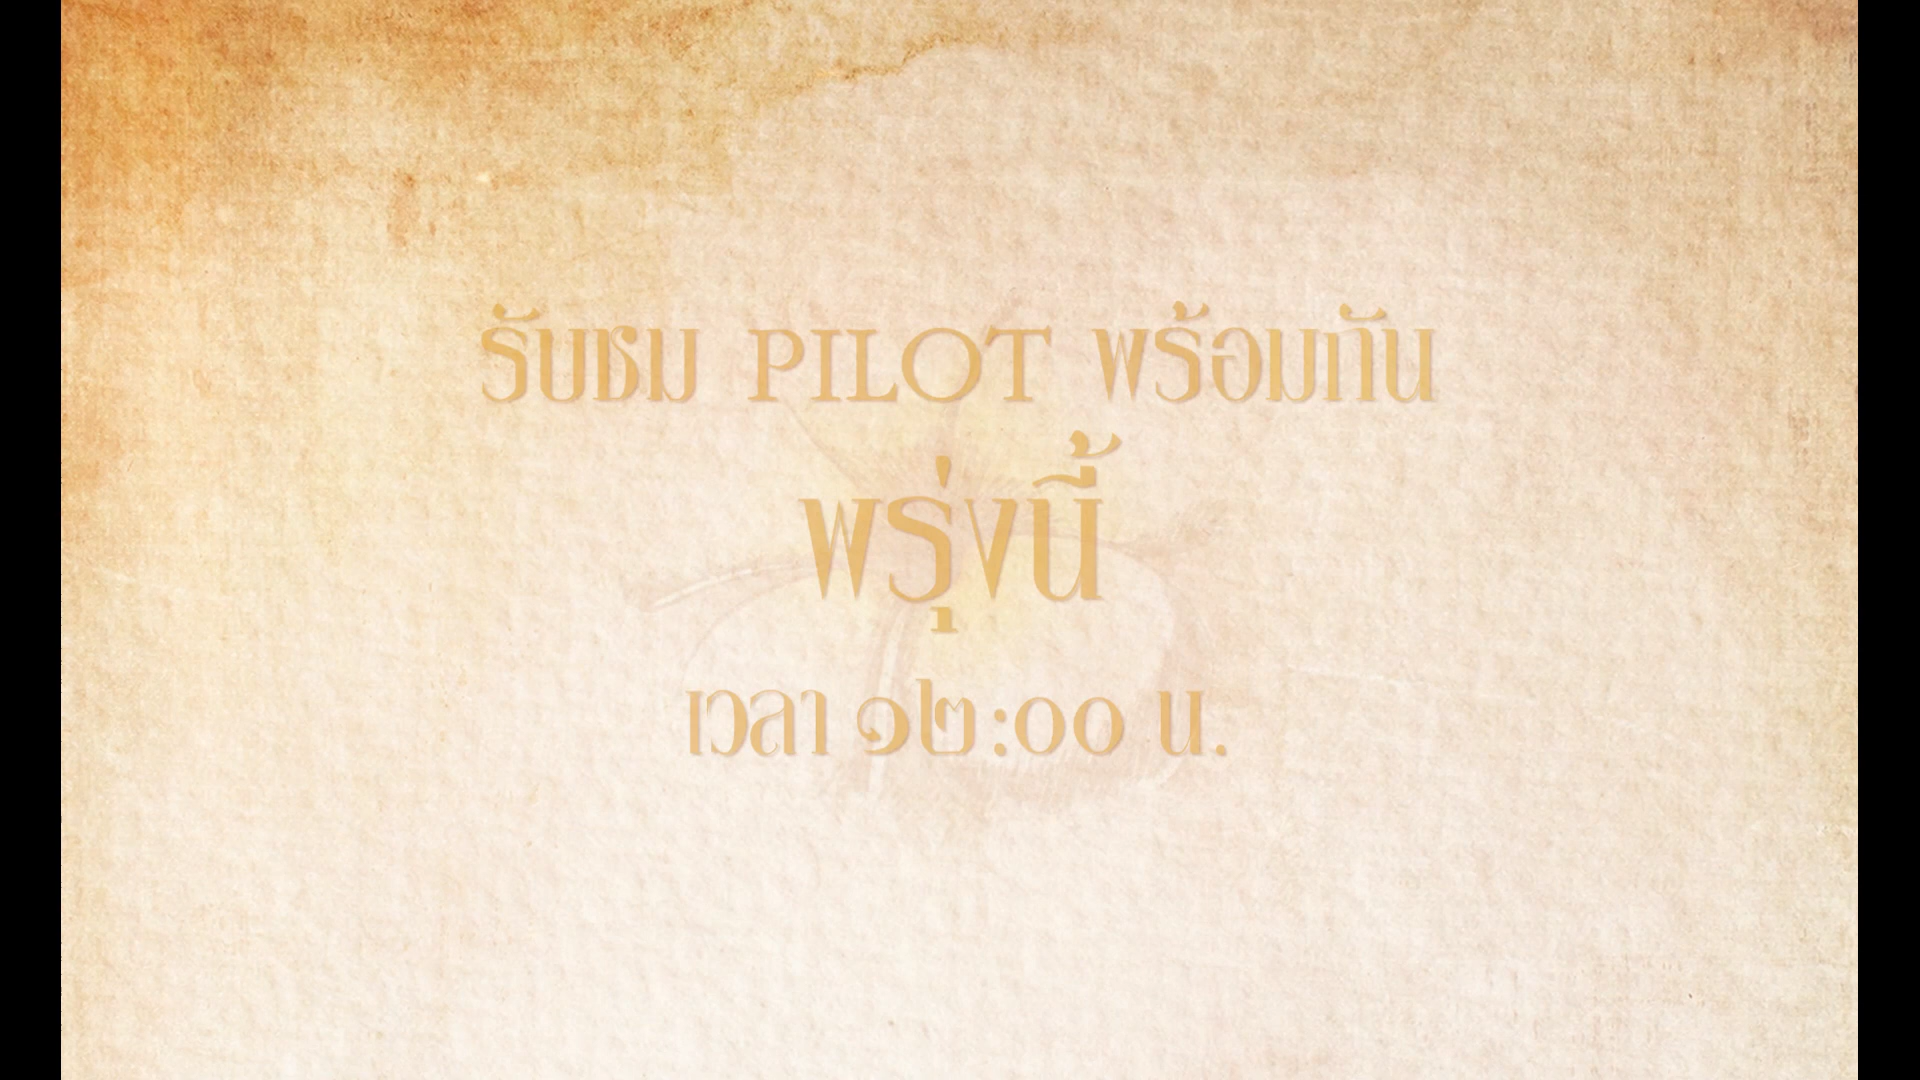 รับชม PILOT พร้อมกัน
พรุ่งนี้
เวลา ๑๒:๐๐ น.